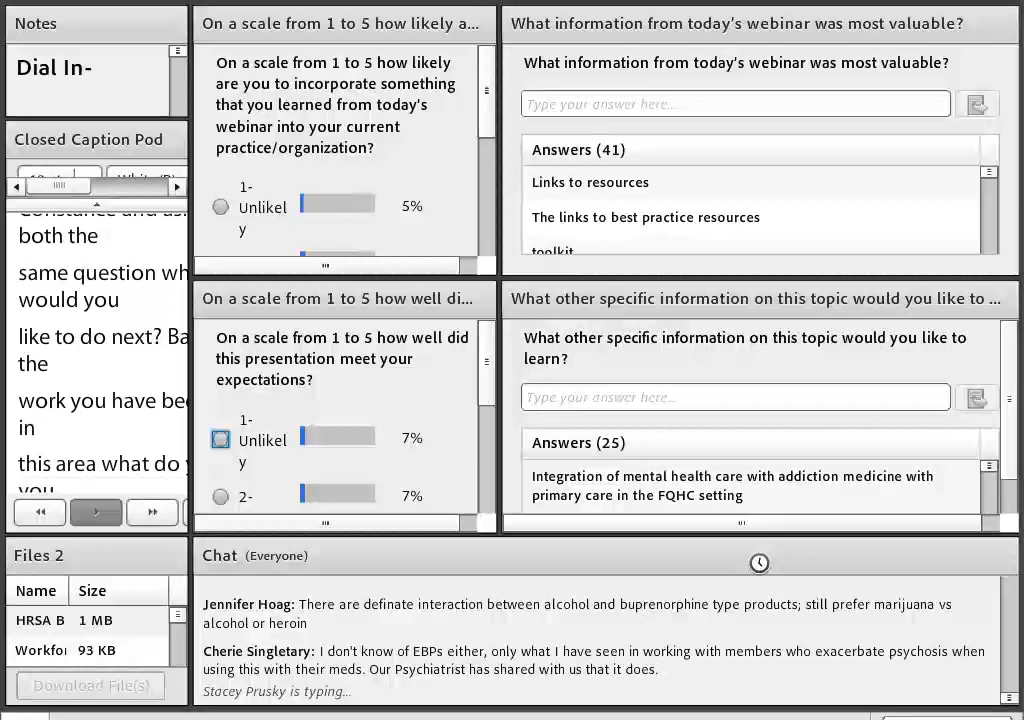 Notes
Dial In-
Closed Caption Pod
both the
same question wh
would you
like to do next? Ba
the
work you have be
in
this area what do
you
Files 2
Name Size
HRSA B 1 MB
Workfo 93 KB
Download File(s)
On a scale from 1 to 5 how likely a...
On a scale from 1 to 5 how likely
are you to incorporate something
that you learned from today's
webinar into your current
practice/organization?
1-
Unlikel
y
5%
On a scale from 1 to 5 how well di...
On a scale from 1 to 5 how well did
this presentation meet your
expectations?
1-
Unlikel
y
7%
2- 7%
What information from today's webinar was most valuable?
What information from today's webinar was most valuable?
Type your answer here...
Answers (41)
Links to resources
The links to best practice resources
toolkit
What other specific information on this topic would you like to ...
What other specific information on this topic would you like to
learn?
Type your answer here...
Answers (25)
Integration of mental health care with addiction medicine with
primary care in the FQHC setting
Chat (Everyone)
Jennifer Hoag: There are definate interaction between alcohol and buprenorphine type products; still prefer marijuana vs
alcohol or heroin
Cherie Singletary: I don't know of EBPs either, only what I have seen in working with members who exacerbate psychosis when
using this with their meds. Our Psychiatrist has shared with us that it does.
Stacey Prusky is typing...